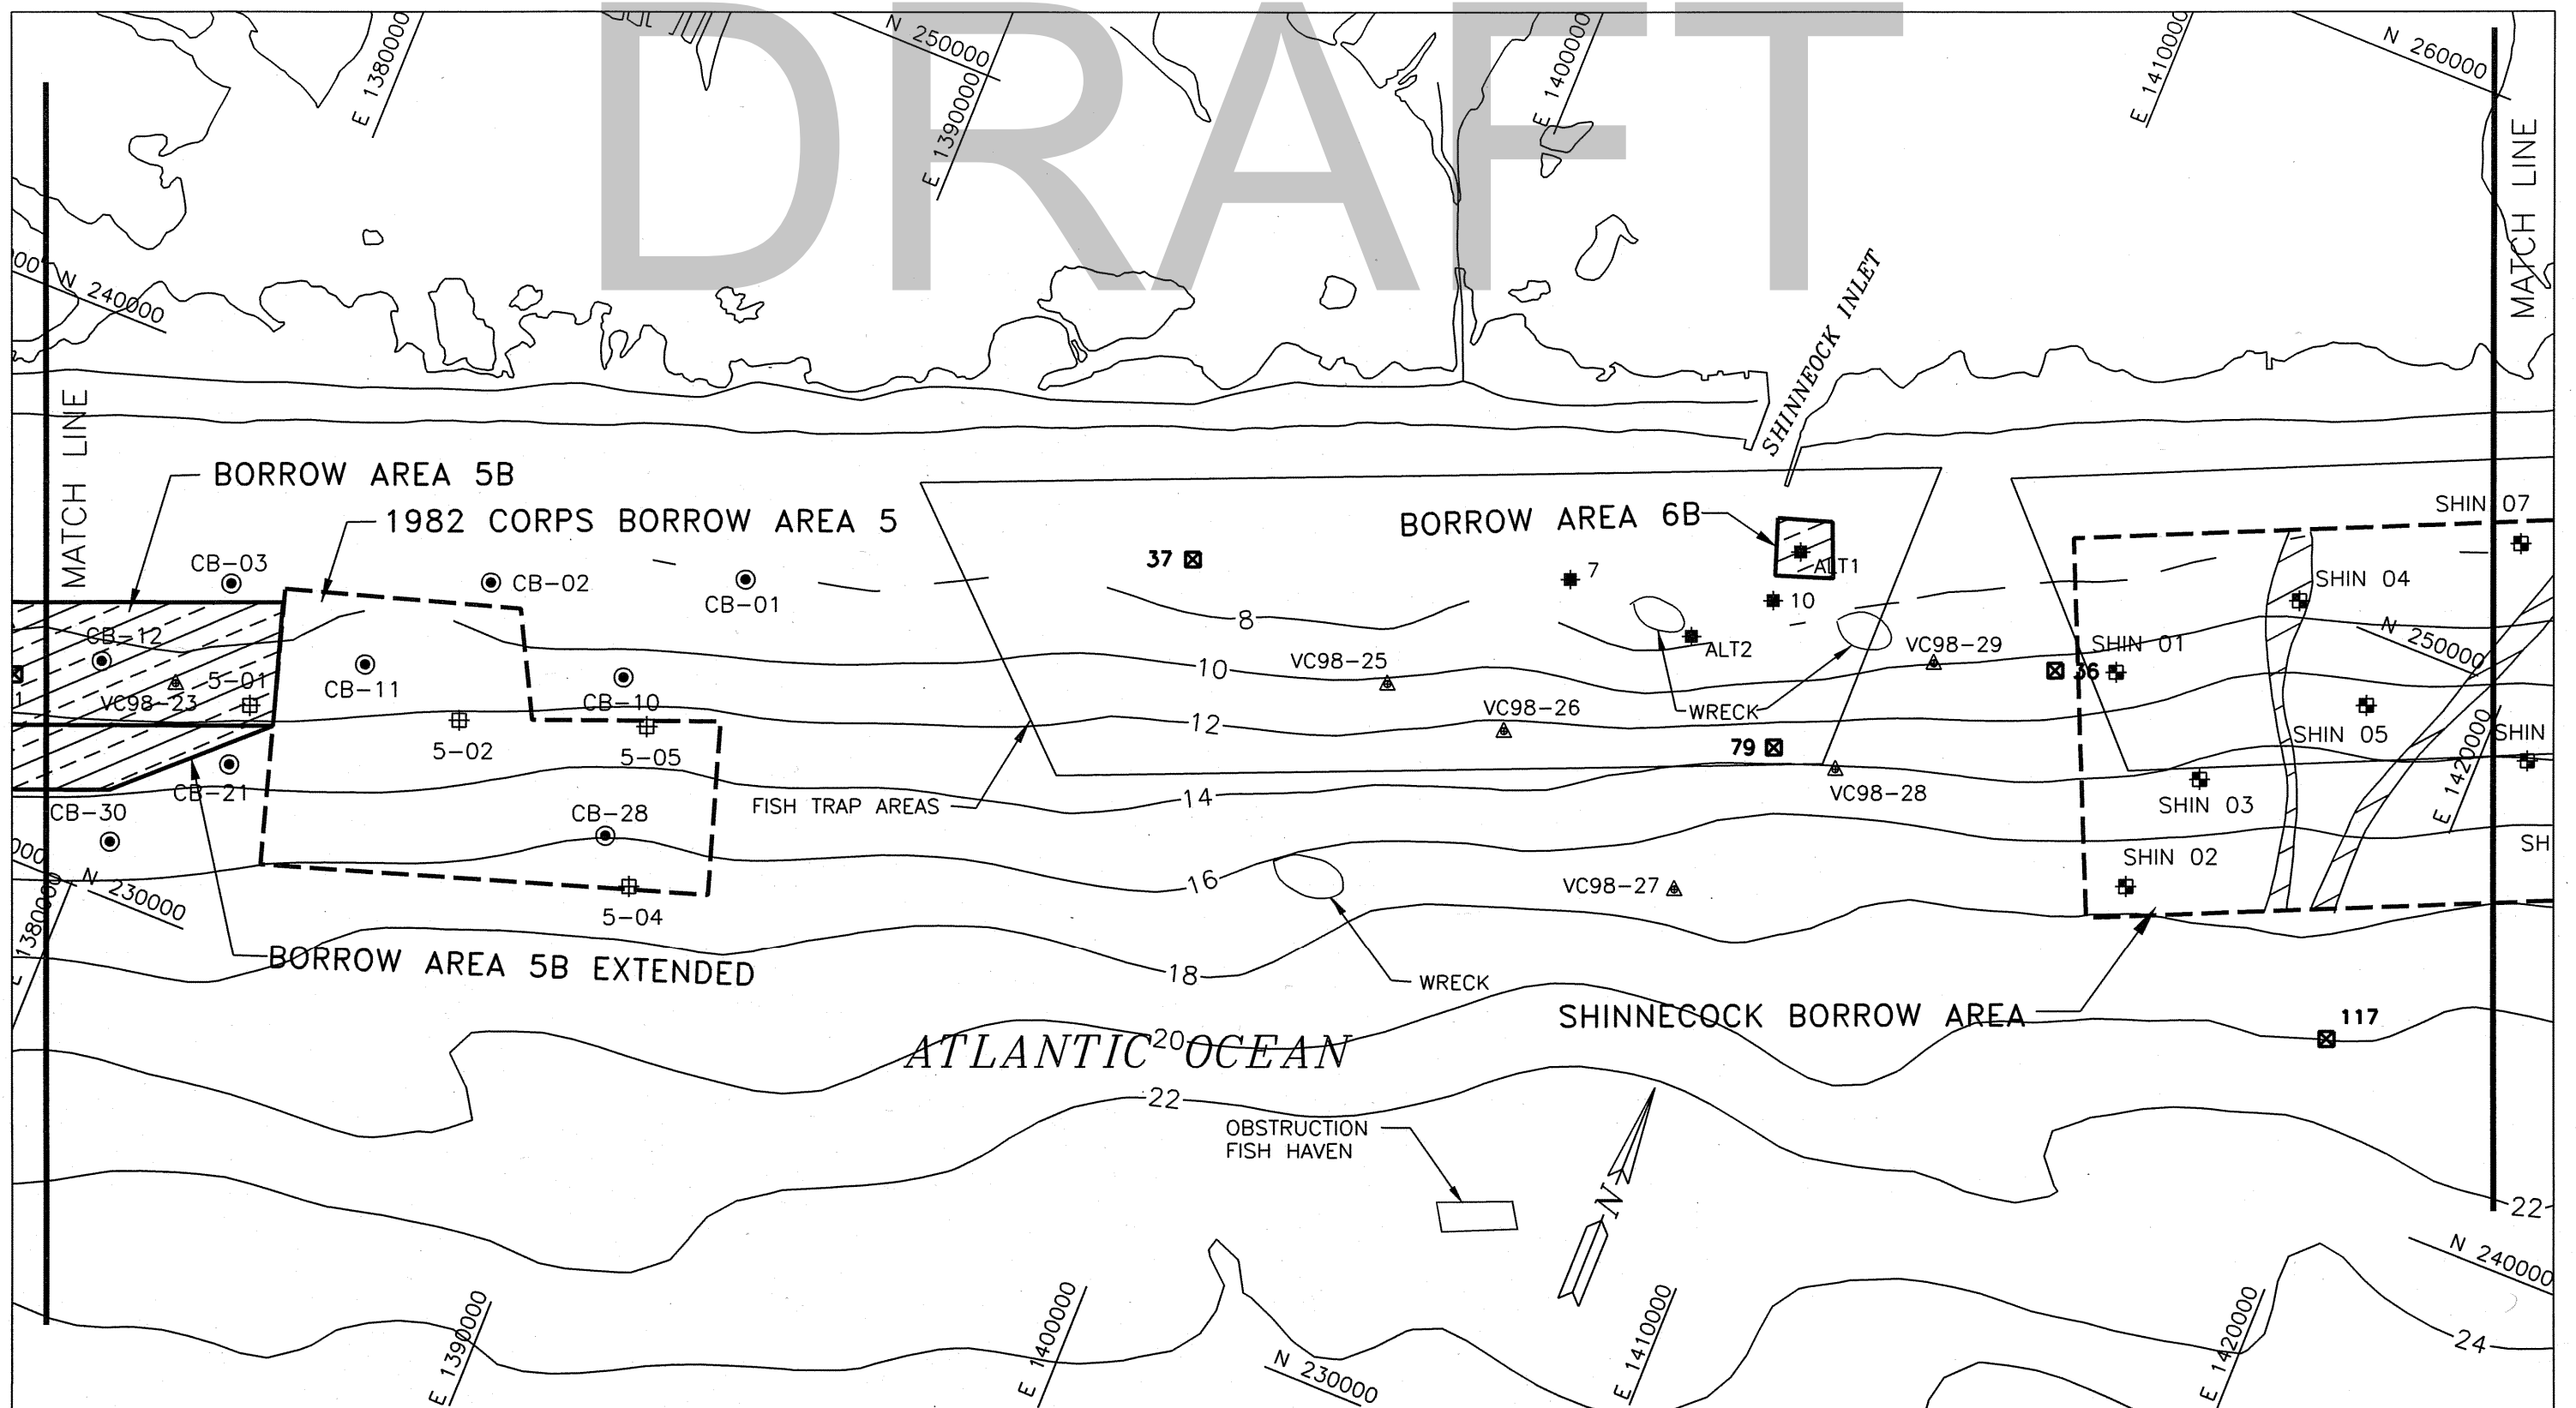 DRAFT
E 1380000
N 250000
E 1390000
E 1400000
E 1410000
N 260000
MATCH LINE
MATCH LINE
00
N 240000
SHINNEOCK INLET
BORROW AREA 5B
1982 CORPS BORROW AREA 5
BORROW AREA 6B
SHIN 07
CB-03
CB-02
CB-01
37
7
ALT1
SHIN 04
10
8
CB-12
ALT2
VC98-29
SHIN 01
N 250000
VC98-25
10
36
1
VC98-23
5-01
CB-11
CB-10
WRECK
VC98-26
12
5-02
5-05
79
SHIN 05
SHIN
E 1420000
CB-21
CB-30
CB-28
FISH TRAP AREAS
14
VC98-28
SHIN 03
SH
000
N 230000
E 1380000
16
VC98-27
SHIN 02
5-04
BORROW AREA 5B EXTENDED
18
WRECK
SHINNECOCK BORROW AREA
117
ATLANTIC OCEAN
20
22
OBSTRUCTION
FISH HAVEN
N
22
N 240000
E 1390000
E 1400000
N 230000
E 1410000
E 1420000
24